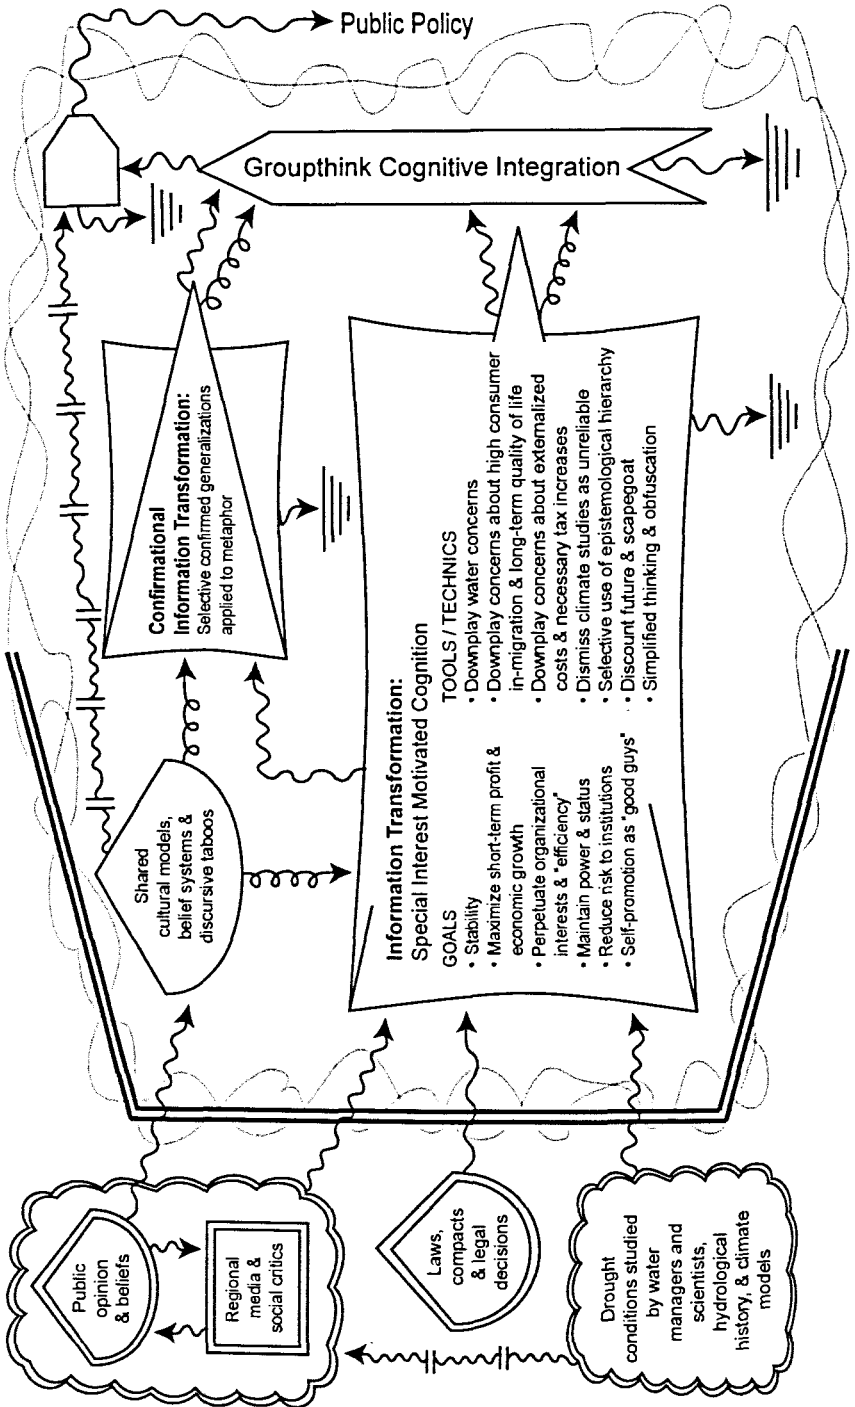 Public
opinion
& beliefs
Regional
media &
social critics
Laws,
compacts
& legal
decisions
Drought
conditions studied
by water
managers and
scientists,
hydrological
history, & climate
models
Shared
cultural models,
belief systems &
discursive taboos
Confirmational
Information Transformation:
Selective confirmed generalizations
applied to metaphor
Information Transformation:
Special Interest Motivated Cognition
GOALS
• Stability
• Maximize short-term profit &
economic growth
• Perpetuate organizational
interests & "efficiency"
• Maintain power & status
• Reduce risk to institutions
• Self-promotion as "good guys"
TOOLS / TECHNICS
• Downplay water concerns
• Downplay concerns about high consumer
in-migration & long-term quality of life
• Downplay concerns about externalized
costs & necessary tax increases
• Dismiss climate studies as unreliable
• Selective use of epistemological hierarchy
• Discount future & scapegoat
• Simplified thinking & obfuscation
Groupthink Cognitive Integration
Public Policy